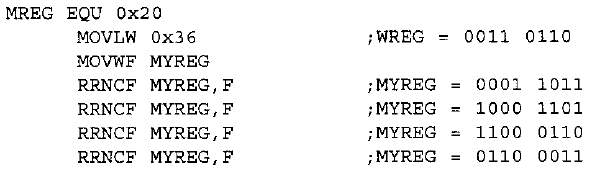 MREG EQU 0x20
MOVLW 0x36 ;WREG = 0011 0110
MOVWF MYREG
RRNCF MYREG,F ;MYREG = 0001 1011
RRNCF MYREG,F ;MYREG = 1000 1101
RRNCF MYREG,F ;MYREG = 1100 0110
RRNCF MYREG,F ;MYREG = 0110 0011